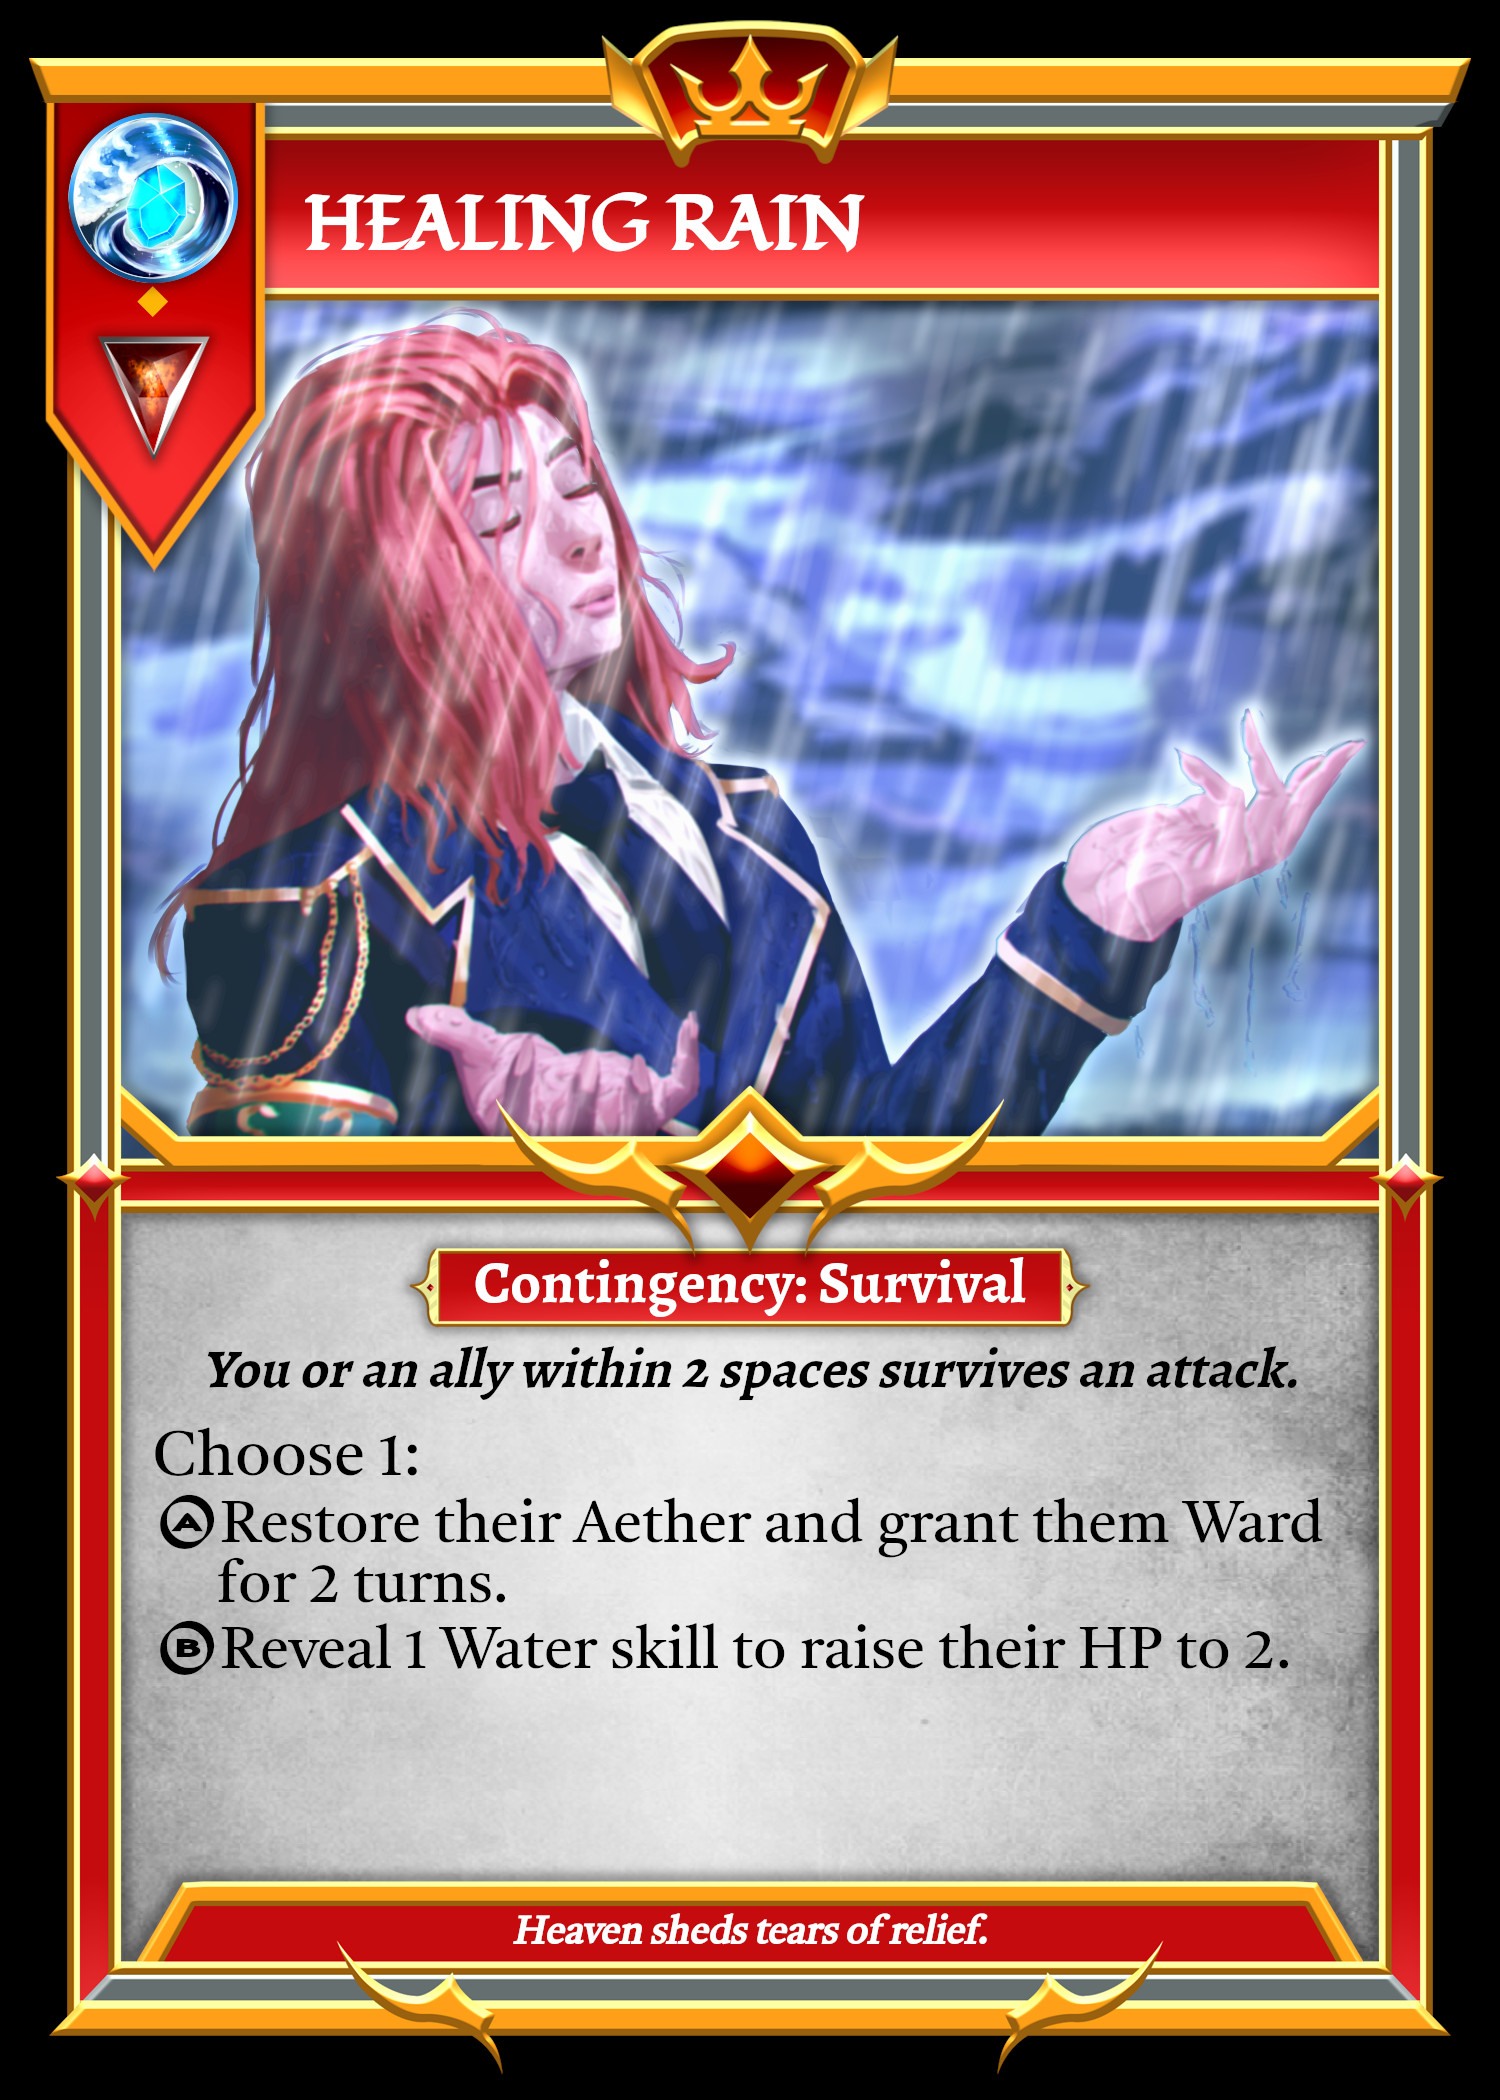 HEALING RAIN
Contingency: Survival
You or an ally within 2 spaces survives an attack.
Choose 1:
A Restore their Aether and grant them Ward
for 2 turns.
B Reveal 1 Water skill to raise their HP to 2.
Heaven sheds tears of relief.